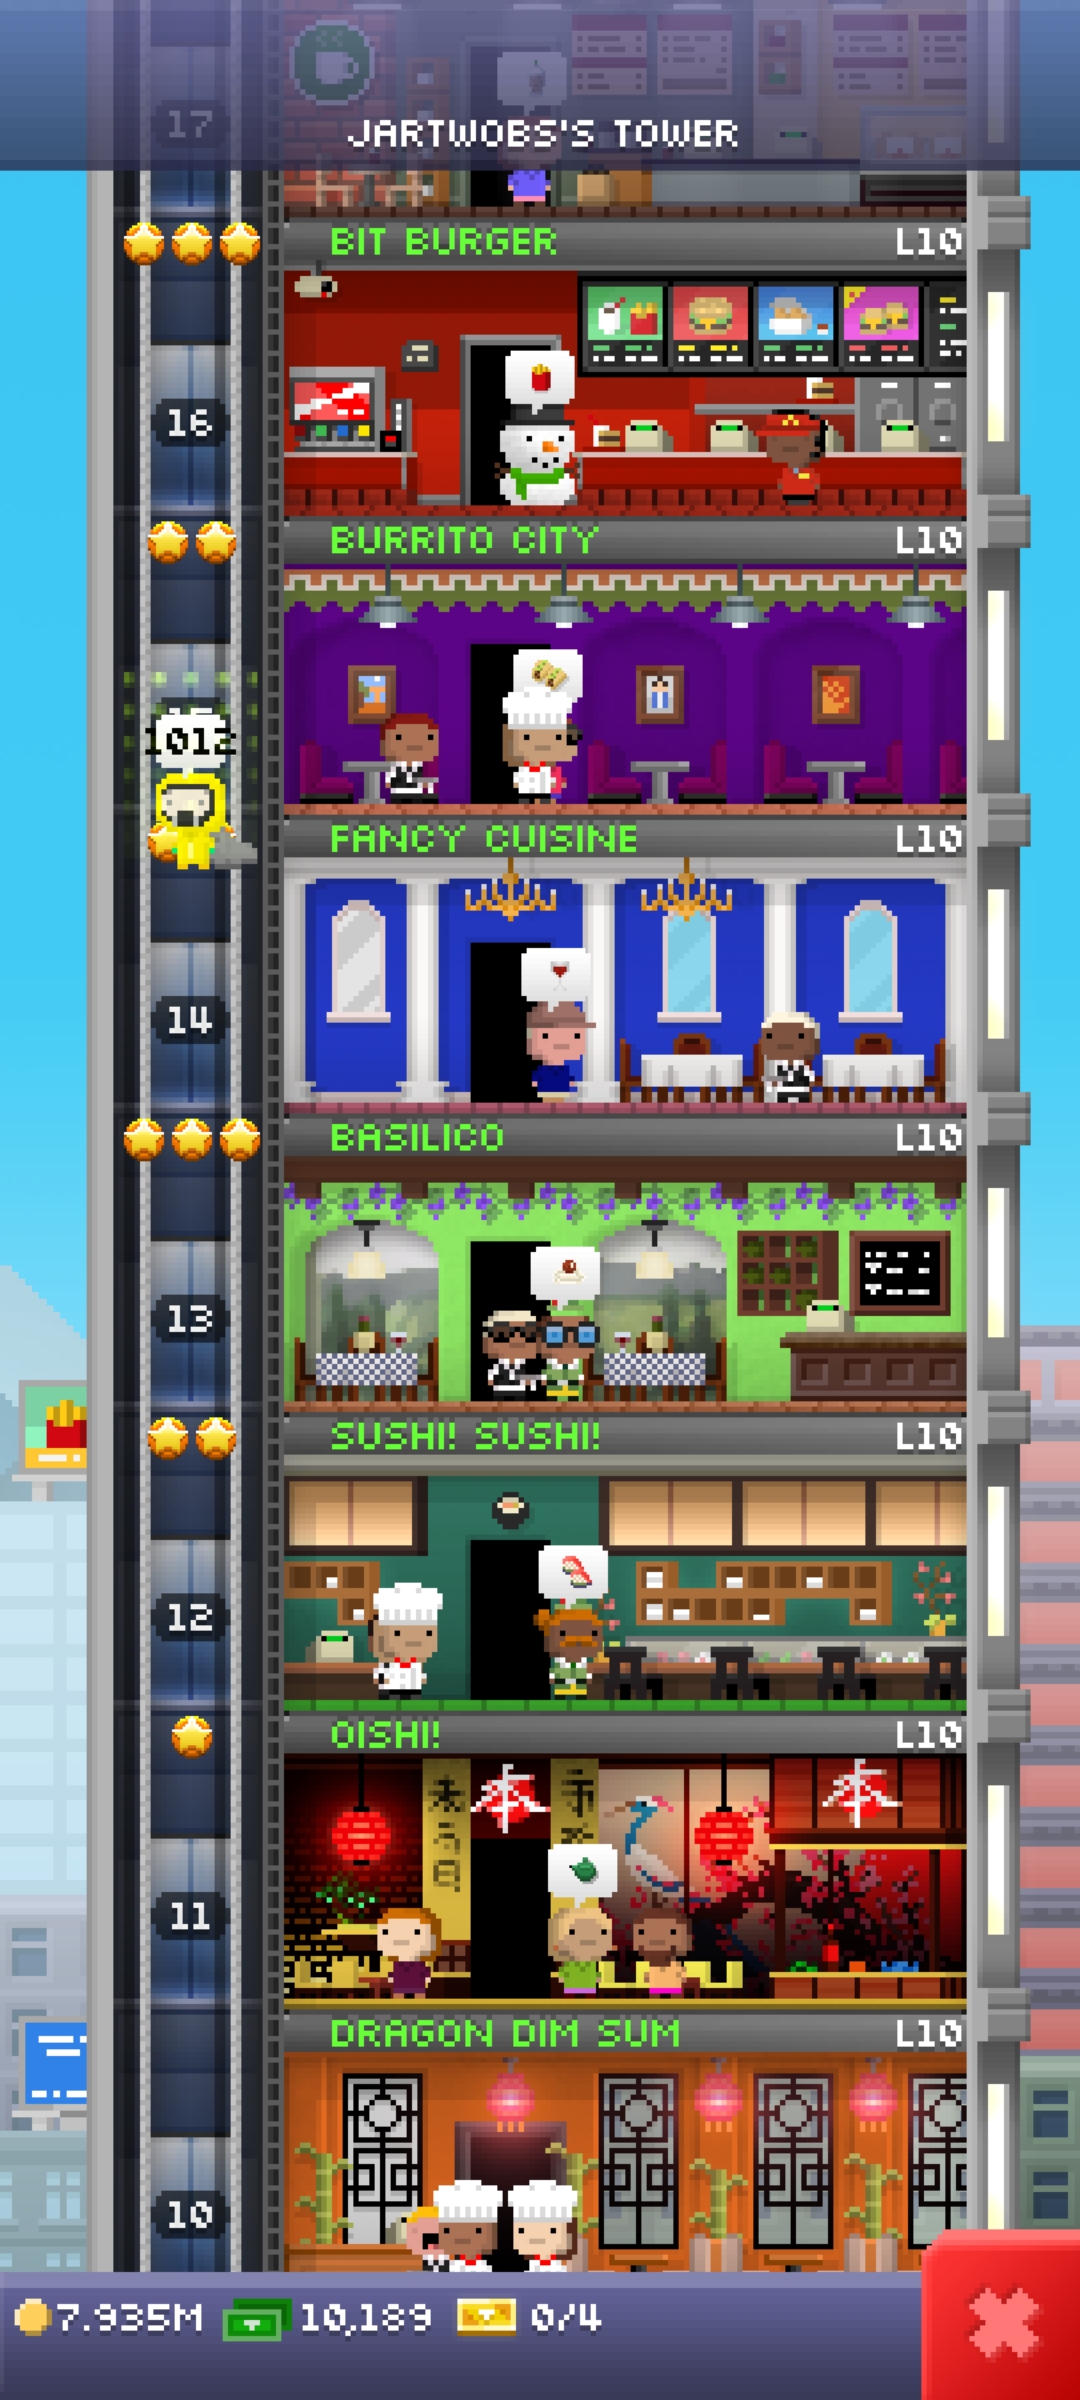 17
JARTWOBS'S TOWER
BIT BURGER L10
16
BURRITO CITY L10
1012
FANCY CUISINE L10
14
BASILICO L10
13
SUSHI! SUSHI! L10
12
OISHI! L10
11
DRAGON DIM SUM L10
10
7.935M 10,189 0/4